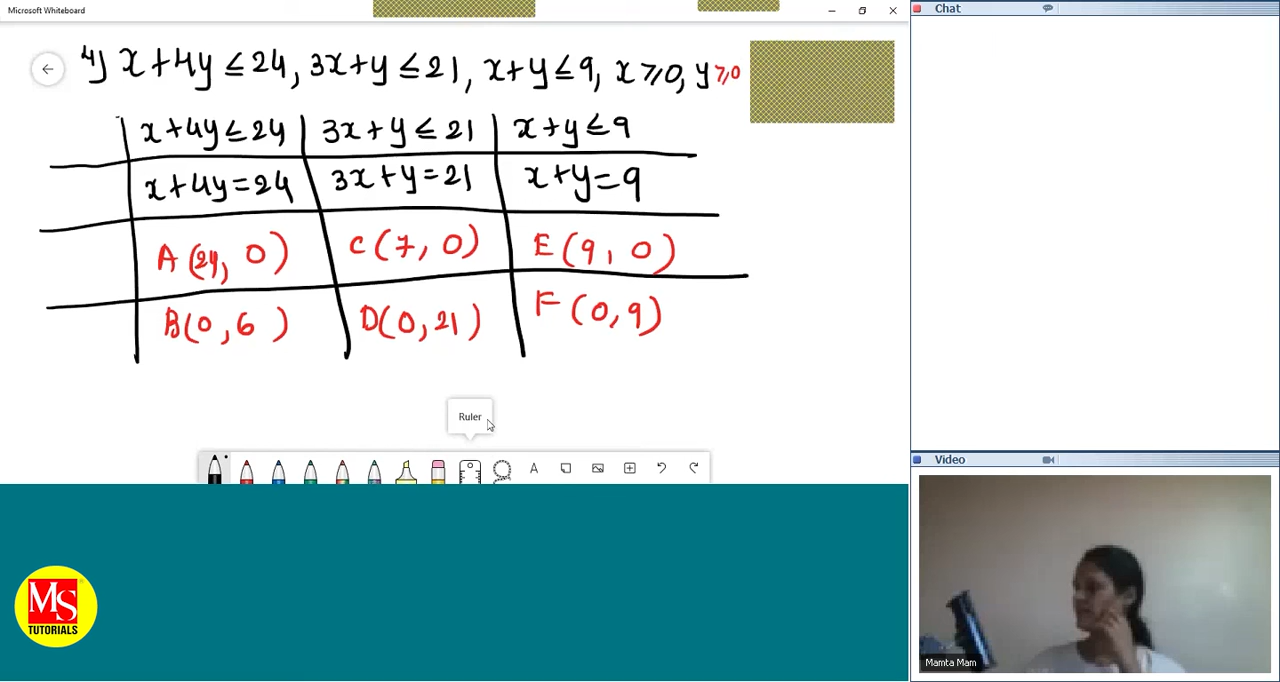 Microsoft Whiteboard
4) x+4y ≤ 24, 3x+y ≤ 21, x+y ≤ 9, x ≥ 0, y ≥ 0
x+4y ≤ 24 3x+y ≤ 21 x+y ≤ 9
x+4y = 24 3x+y = 21 x+y = 9
A (24, 0) C (7, 0) E (9, 0)
B (0, 6) D (0, 21) F (0, 9)
Ruler
A
MS
TUTORIALS
Chat
Video
Mamta Mam